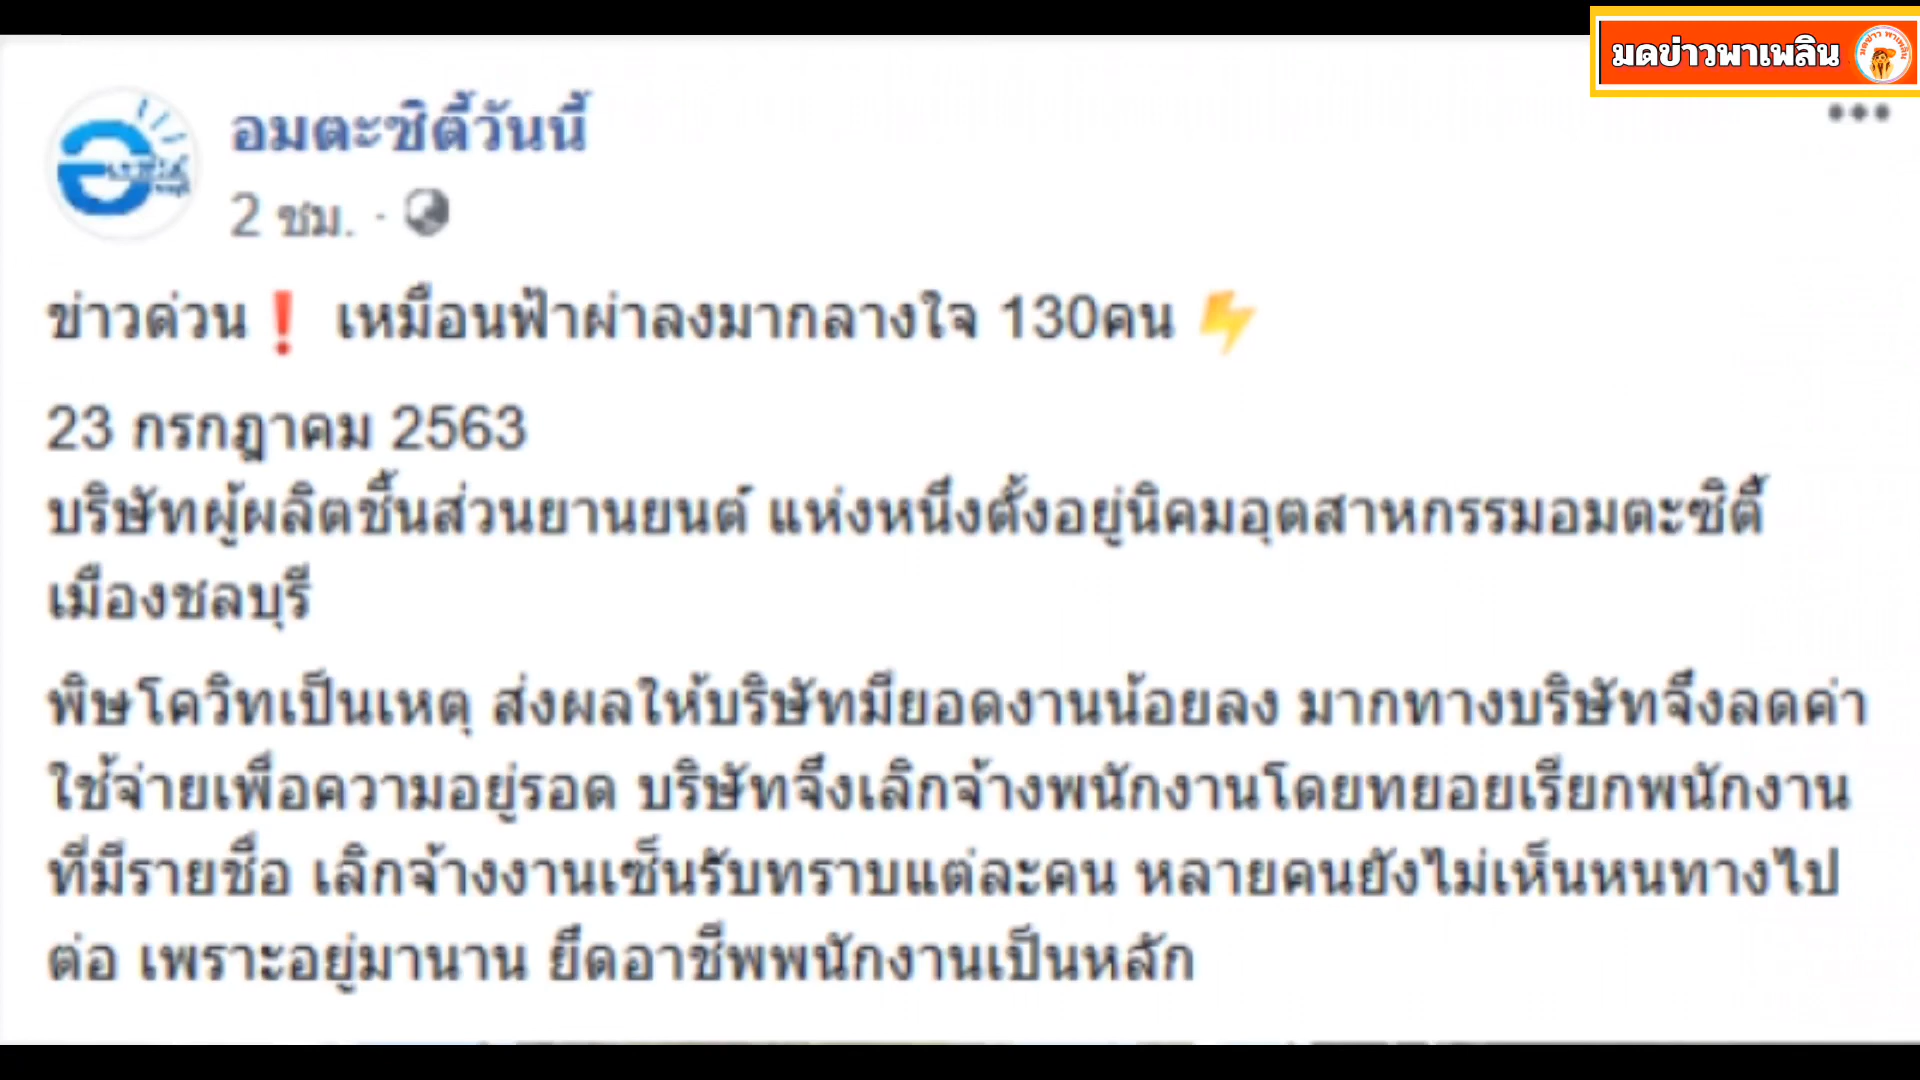 มดข่าวพาเพลิน
อมตะซิตี้วันนี้
2 ชม. ·
ข่าวด่วน❗ เหมือนฟ้าผ่าลงมากลางใจ 130คน ⚡
23 กรกฎาคม 2563
บริษัทผู้ผลิตชิ้นส่วนยานยนต์ แห่งหนึ่งตั้งอยู่นิคมอุตสาหกรรมอมตะซิตี้
เมืองชลบุรี
พิษโควิทเป็นเหตุ ส่งผลให้บริษัทมียอดงานน้อยลง มากทางบริษัทจึงลดค่า
ใช้จ่ายเพื่อความอยู่รอด บริษัทจึงเลิกจ้างพนักงานโดยทยอยเรียกพนักงาน
ที่มีรายชื่อ เลิกจ้างงานเซ็นรับทราบแต่ละคน หลายคนยังไม่เห็นหนทางไป
ต่อ เพราะอยู่มานาน ยึดอาชีพพนักงานเป็นหลัก